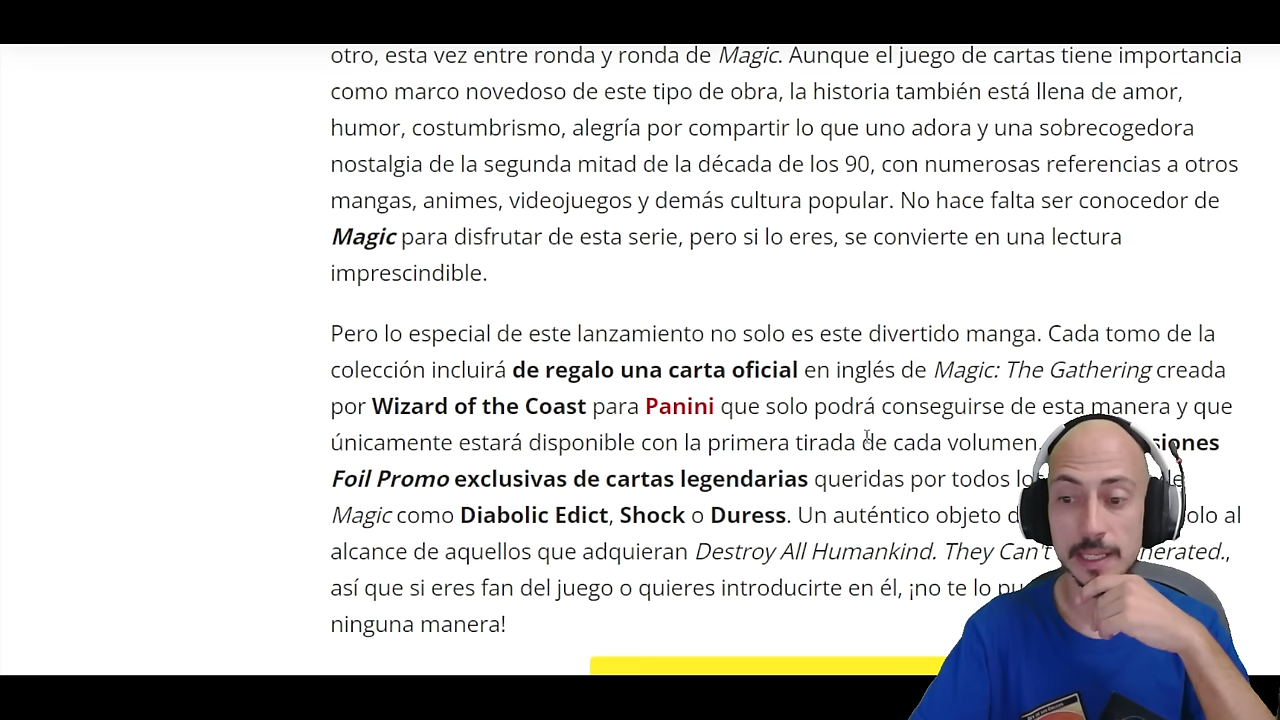 otro, esta vez entre ronda y ronda de Magic. Aunque el juego de cartas tiene importancia
como marco novedoso de este tipo de obra, la historia también está llena de amor,
humor, costumbrismo, alegría por compartir lo que uno adora y una sobrecogedora
nostalgia de la segunda mitad de la década de los 90, con numerosas referencias a otros
mangas, animes, videojuegos y demás cultura popular. No hace falta ser conocedor de
Magic para disfrutar de esta serie, pero si lo eres, se convierte en una lectura
imprescindible.
Pero lo especial de este lanzamiento no solo es este divertido manga. Cada tomo de la
colección incluirá de regalo una carta oficial en inglés de Magic: The Gathering creada
por Wizard of the Coast para Panini que solo podrá conseguirse de esta manera y que
únicamente estará disponible con la primera tirada de cada volumen.
Foil Promo exclusivas de cartas legendarias queridas por todos
Magic como Diabolic Edict, Shock o Duress. Un auténtico objeto al
alcance de aquellos que adquieran Destroy All Humankind. They Can't
así que si eres fan del juego o quieres introducirte en él, ¡no te lo
ninguna manera!